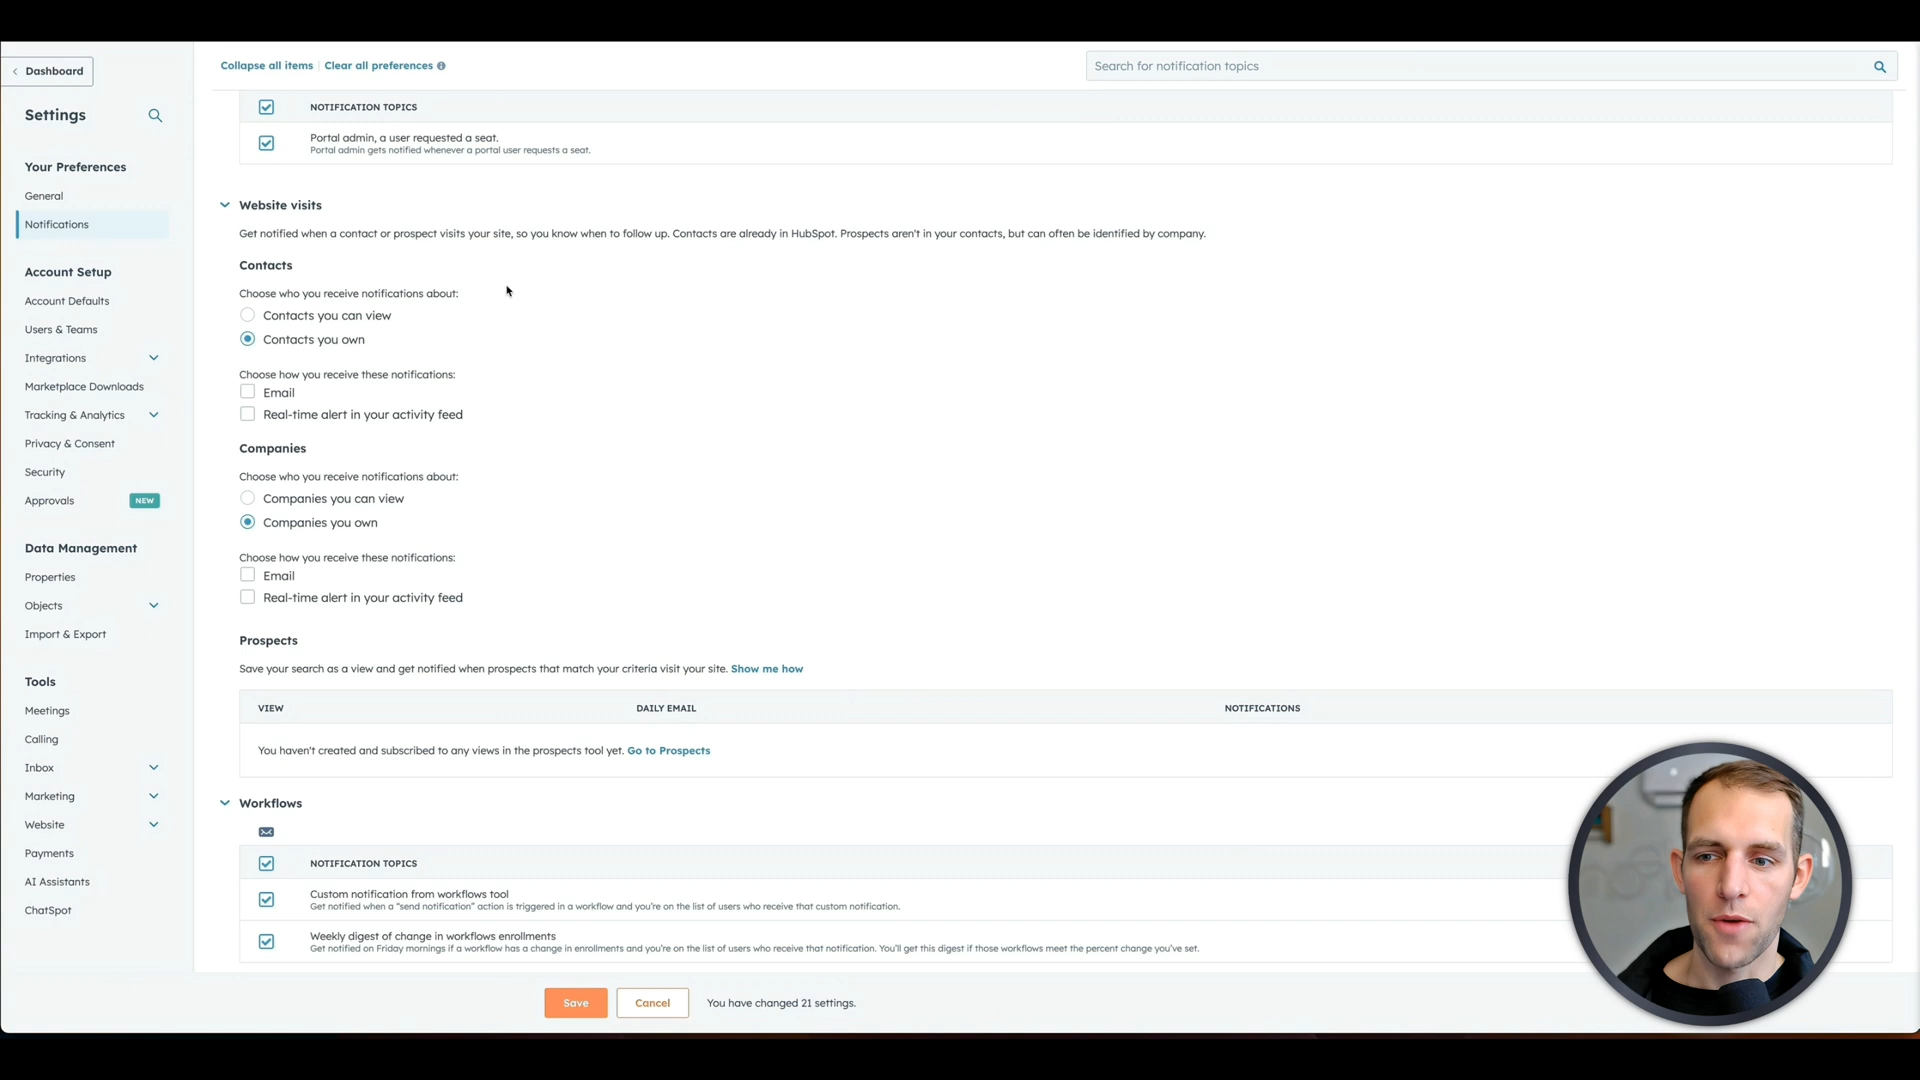 Dashboard
Collapse all items | Clear all preferences
Search for notification topics
Settings
Your Preferences
General
Notifications
Account Setup
Account Defaults
Users & Teams
Integrations
Marketplace Downloads
Tracking & Analytics
Privacy & Consent
Security
Approvals NEW
Data Management
Properties
Objects
Import & Export
Tools
Meetings
Calling
Inbox
Marketing
Website
Payments
AI Assistants
ChatSpot
NOTIFICATION TOPICS
Portal admin, a user requested a seat.
Portal admin gets notified whenever a portal user requests a seat.
Website visits
Get notified when a contact or prospect visits your site, so you know when to follow up. Contacts are already in HubSpot. Prospects aren't in your contacts, but can often be identified by company.
Contacts
Choose who you receive notifications about:
Contacts you can view
Contacts you own
Choose how you receive these notifications:
Email
Real-time alert in your activity feed
Companies
Choose who you receive notifications about:
Companies you can view
Companies you own
Choose how you receive these notifications:
Email
Real-time alert in your activity feed
Prospects
Save your search as a view and get notified when prospects that match your criteria visit your site. Show me how
VIEW DAILY EMAIL NOTIFICATIONS
You haven't created and subscribed to any views in the prospects tool yet. Go to Prospects
Workflows
NOTIFICATION TOPICS
Custom notification from workflows tool
Get notified when a "send notification" action is triggered in a workflow and you're on the list of users who receive that custom notification.
Weekly digest of change in workflows enrollments
Get notified on Friday mornings if a workflow has a change in enrollments and you're on the list of users who receive that notification. You'll get this digest if those workflows meet the percent change you've set.
Save Cancel You have changed 21 settings.